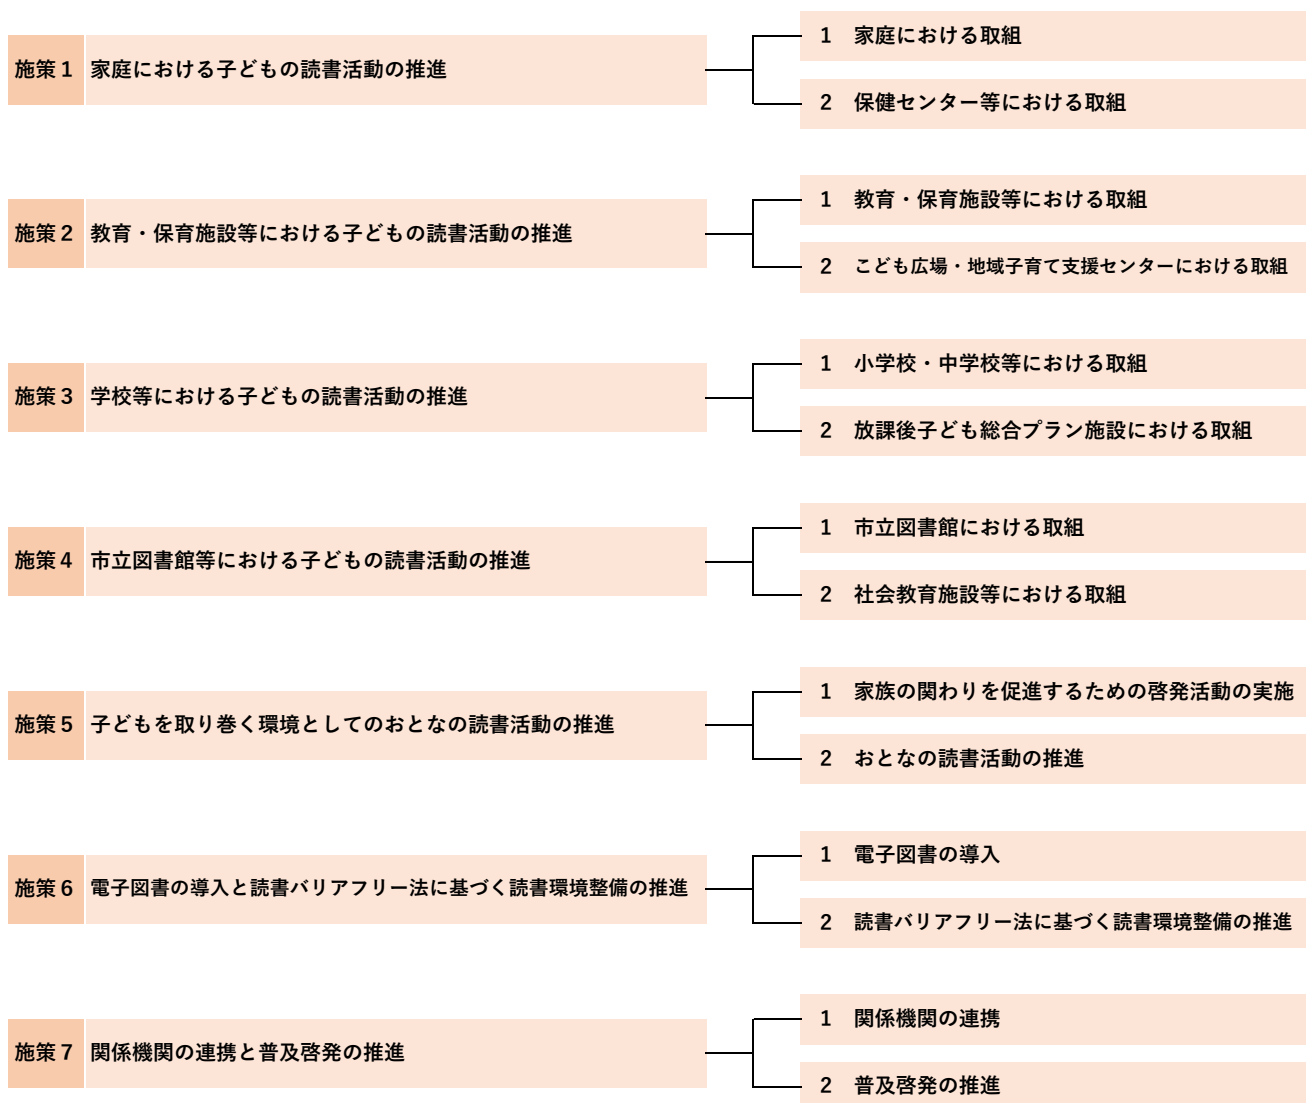 施策１ 家庭における子どもの読書活動の推進
1 家庭における取組
2 保健センター等における取組
施策２ 教育・保育施設等における子どもの読書活動の推進
1 教育・保育施設等における取組
2 こども広場・地域子育て支援センターにおける取組
施策３ 学校等における子どもの読書活動の推進
1 小学校・中学校等における取組
2 放課後子ども総合プラン施設における取組
施策４ 市立図書館等における子どもの読書活動の推進
1 市立図書館における取組
2 社会教育施設等における取組
施策５ 子どもを取り巻く環境としてのおとなの読書活動の推進
1 家族の関わりを促進するための啓発活動の実施
2 おとなの読書活動の推進
施策６ 電子図書の導入と読書バリアフリー法に基づく読書環境整備の推進
1 電子図書の導入
2 読書バリアフリー法に基づく読書環境整備の推進
施策７ 関係機関の連携と普及啓発の推進
1 関係機関の連携
2 普及啓発の推進